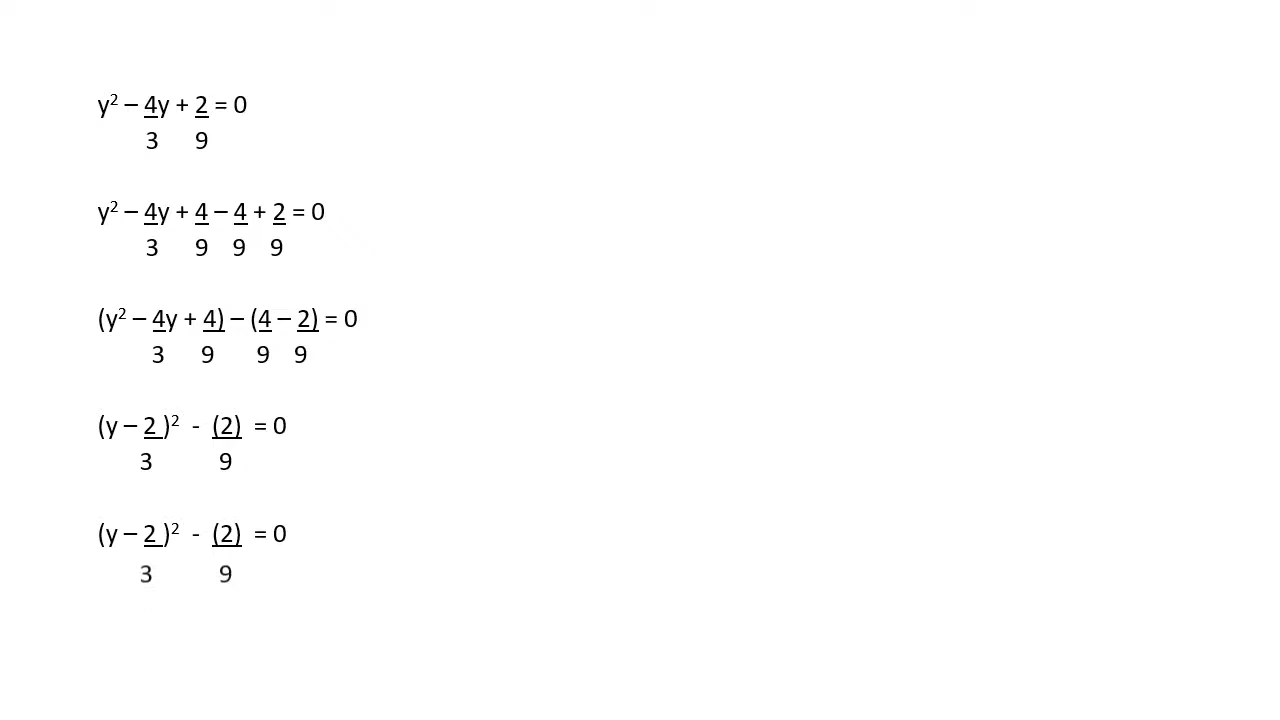 y² – 4y + 2 = 0
3 9
y² – 4y + 4 – 4 + 2 = 0
3 9 9 9
(y² – 4y + 4) – (4 – 2) = 0
3 9 9 9
(y – 2 )² - (2) = 0
3 9
(y – 2 )² - (2) = 0
3 9